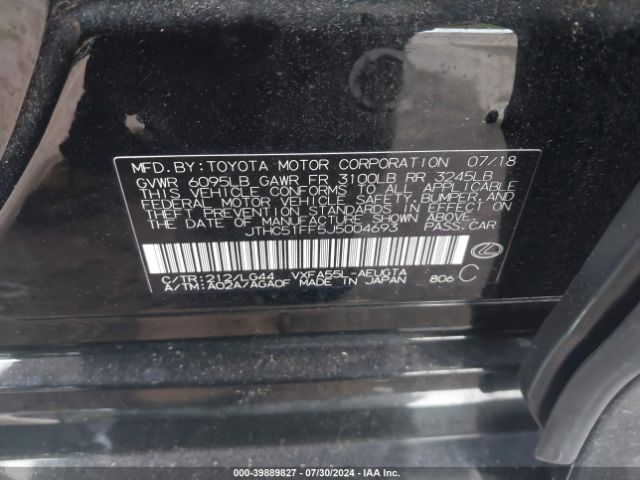 MFD.BY:TOYOTA MOTOR CORPORATION 07/18
GVWR 6095LB GAWR FR 3100LB RR 3245LB
THIS VEHICLE CONFORMS TO ALL APPLICABLE
FEDERAL MOTOR VEHICLE SAFETY, BUMPER, AND
THEFT PREVENTION STANDARDS IN EFFECT ON
THE DATE OF MANUFACTURE SHOWN ABOVE.
JTHC51FF5J5004693 PASS.CAR
C/TR:212/LG44 VXFA55L-AEUGTA
A/TM:A02A/AGA0F MADE IN JAPAN 806 C
000-39889827 - 07/30/2024 - IAA Corp.